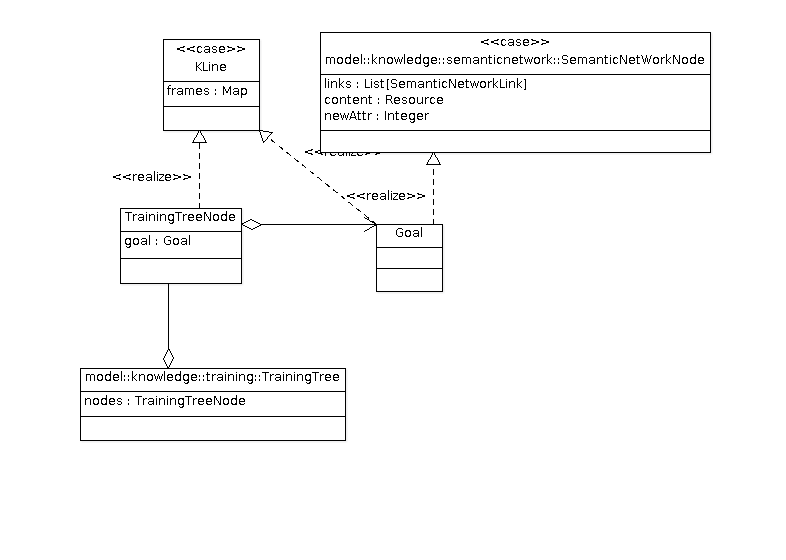 <<case>>
KLine
frames : Map
<<case>>
model::knowledge::semanticnetwork::SemanticNetWorkNode
links : List[SemanticNetworkLink]
content : Resource
newAttr : Integer
<<realize>>
<<realize>>
<<realize>>
TrainingTreeNode
goal : Goal
Goal
model::knowledge::training::TrainingTree
nodes : TrainingTreeNode